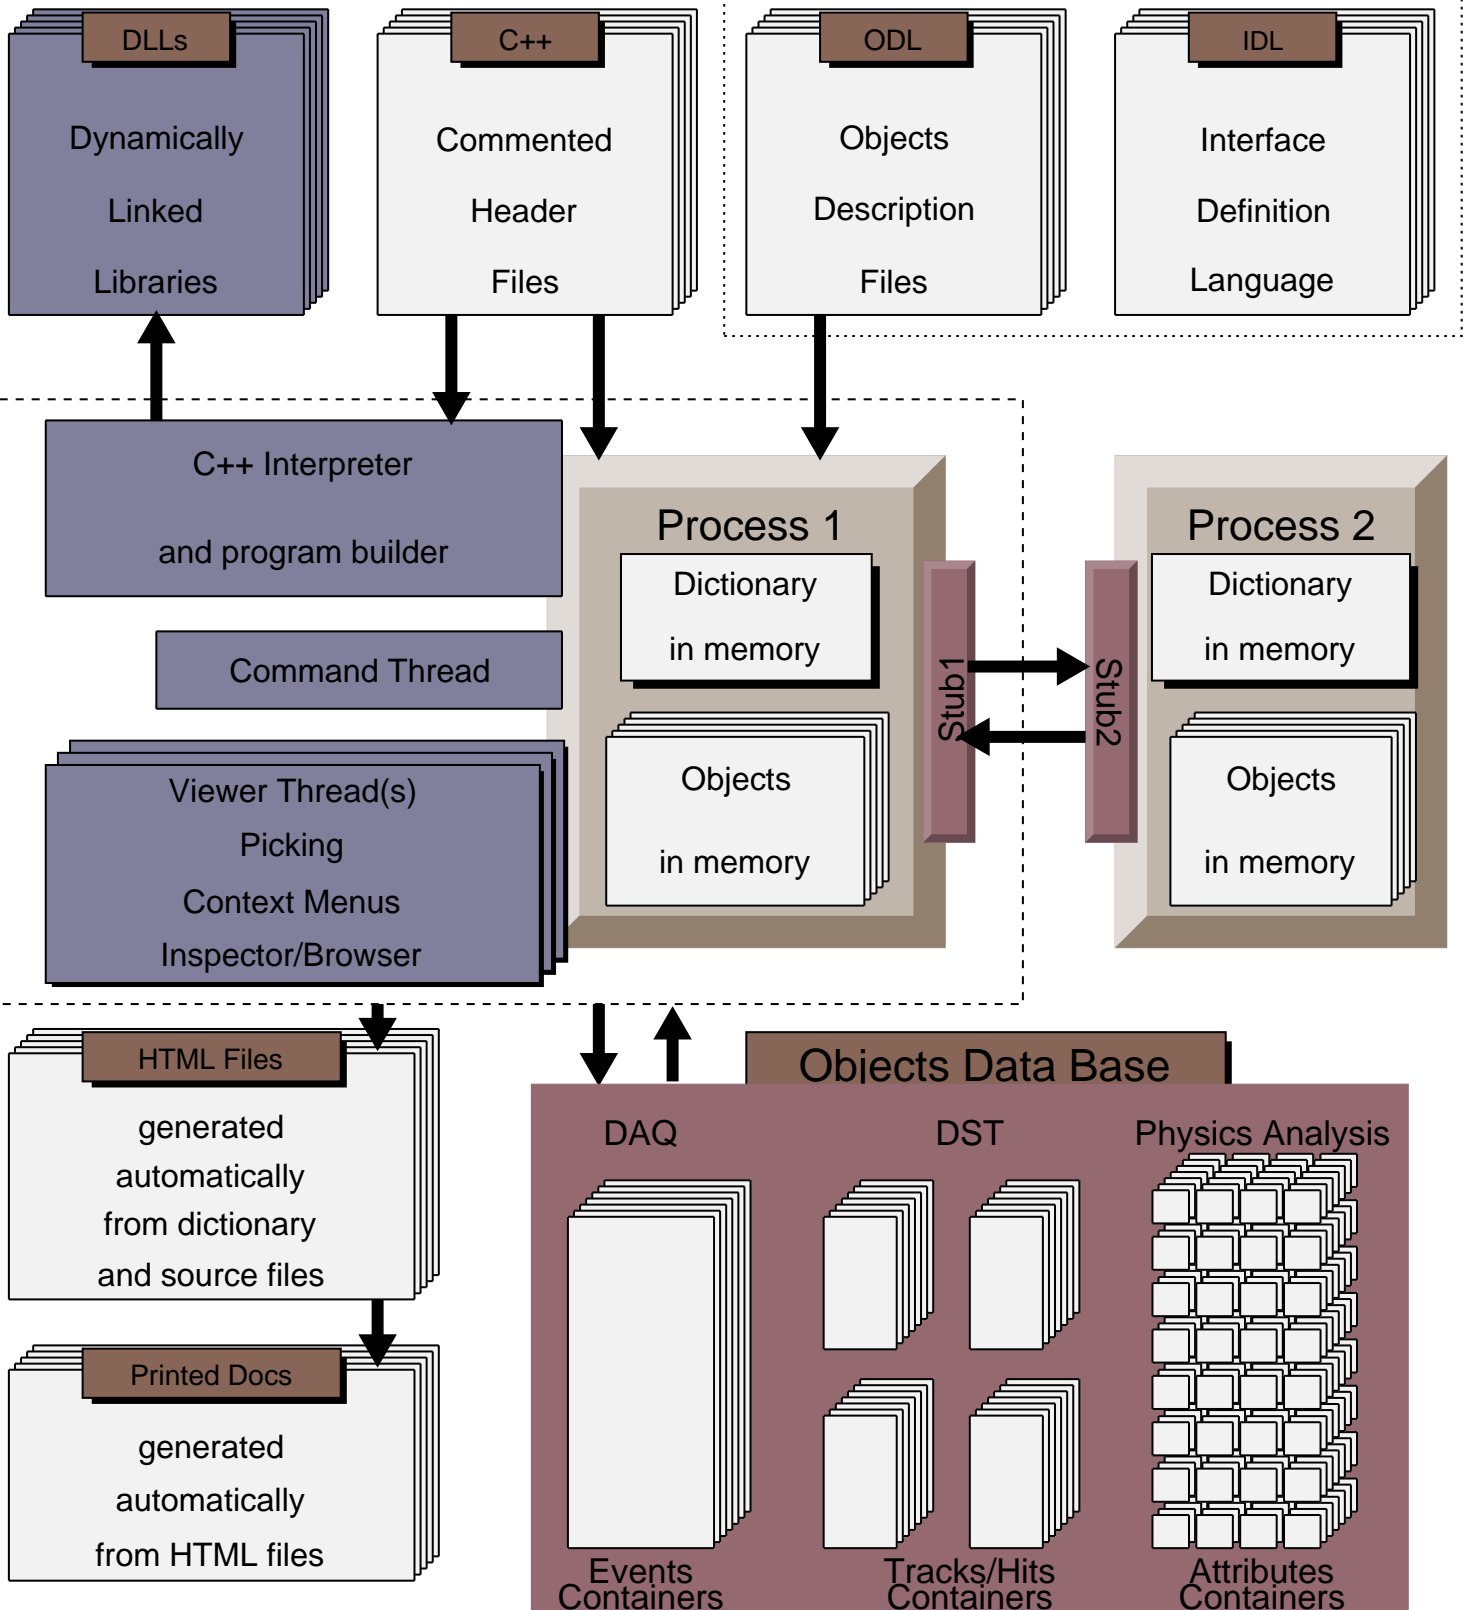 DLLs
Dynamically
Linked
Libraries
C++
Commented
Header
Files
ODL
Objects
Description
Files
IDL
Interface
Definition
Language
C++ Interpreter
and program builder
Command Thread
Viewer Thread(s)
Picking
Context Menus
Inspector/Browser
Process 1
Dictionary
in memory
Objects
in memory
Stub1
Stub2
Process 2
Dictionary
in memory
Objects
in memory
HTML Files
generated
automatically
from dictionary
and source files
Printed Docs
generated
automatically
from HTML files
Objects Data Base
DAQ
Events
Containers
DST
Tracks/Hits
Containers
Physics Analysis
Attributes
Containers